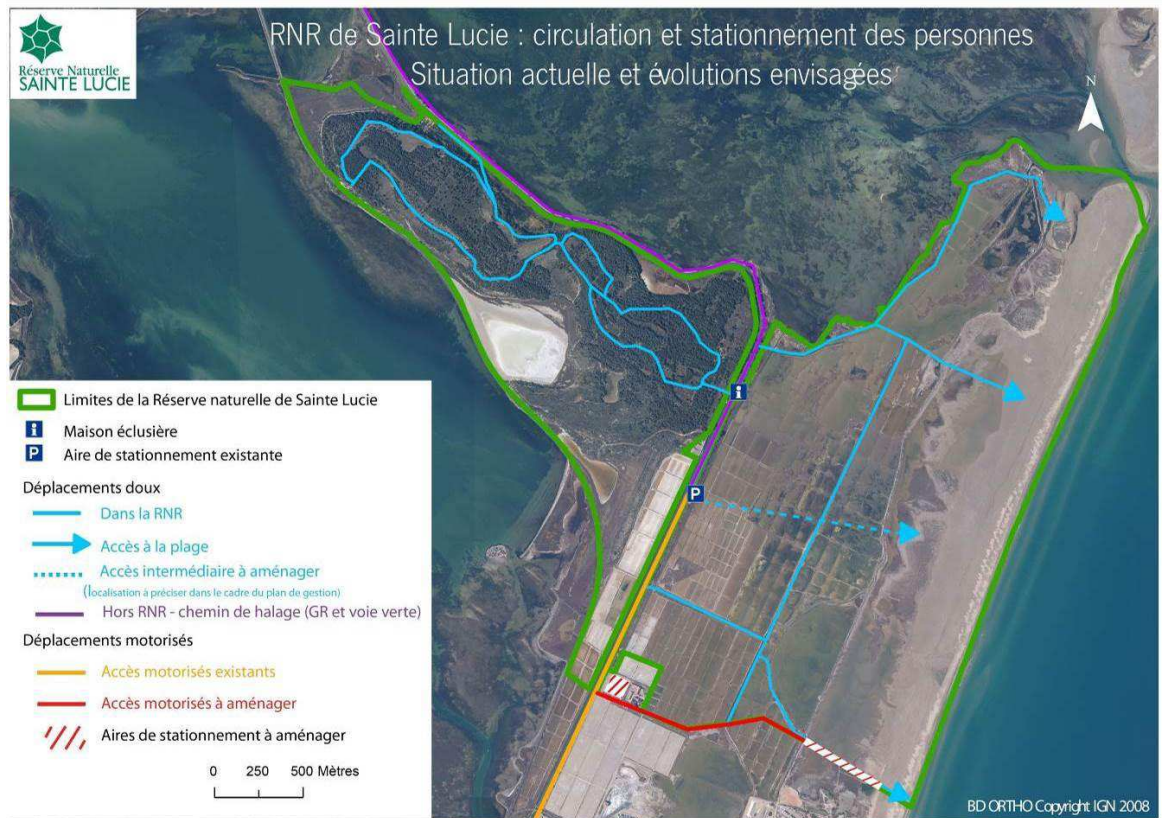 Réserve Naturelle
SAINTE LUCIE
RNR de Sainte Lucie : circulation et stationnement des personnes
Situation actuelle et évolutions envisagées
N
Limites de la Réserve naturelle de Sainte Lucie
i
Maison éclusière
P
Aire de stationnement existante
Déplacements doux
Dans la RNR
Accès à la plage
Accès intermédiaire à aménager
(localisation à préciser dans le cadre du plan de gestion)
Hors RNR - chemin de halage (GR et voie verte)
Déplacements motorisés
Accès motorisés existants
Accès motorisés à aménager
Aires de stationnement à aménager
0 250 500 Mètres
i
P
BD ORTHO Copyright IGN 2008